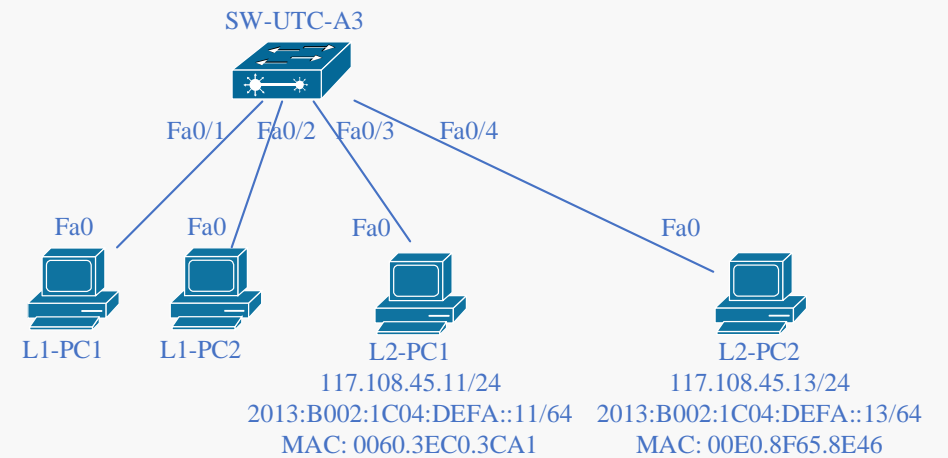 SW-UTC-A3
Fa0/1 Fa0/2 Fa0/3 Fa0/4
Fa0 Fa0 Fa0 Fa0
L1-PC1 L1-PC2 L2-PC1 L2-PC2
117.108.45.11/24 117.108.45.13/24
2013:B002:1C04:DEFA::11/64 2013:B002:1C04:DEFA::13/64
MAC: 0060.3EC0.3CA1 MAC: 00E0.8F65.8E46